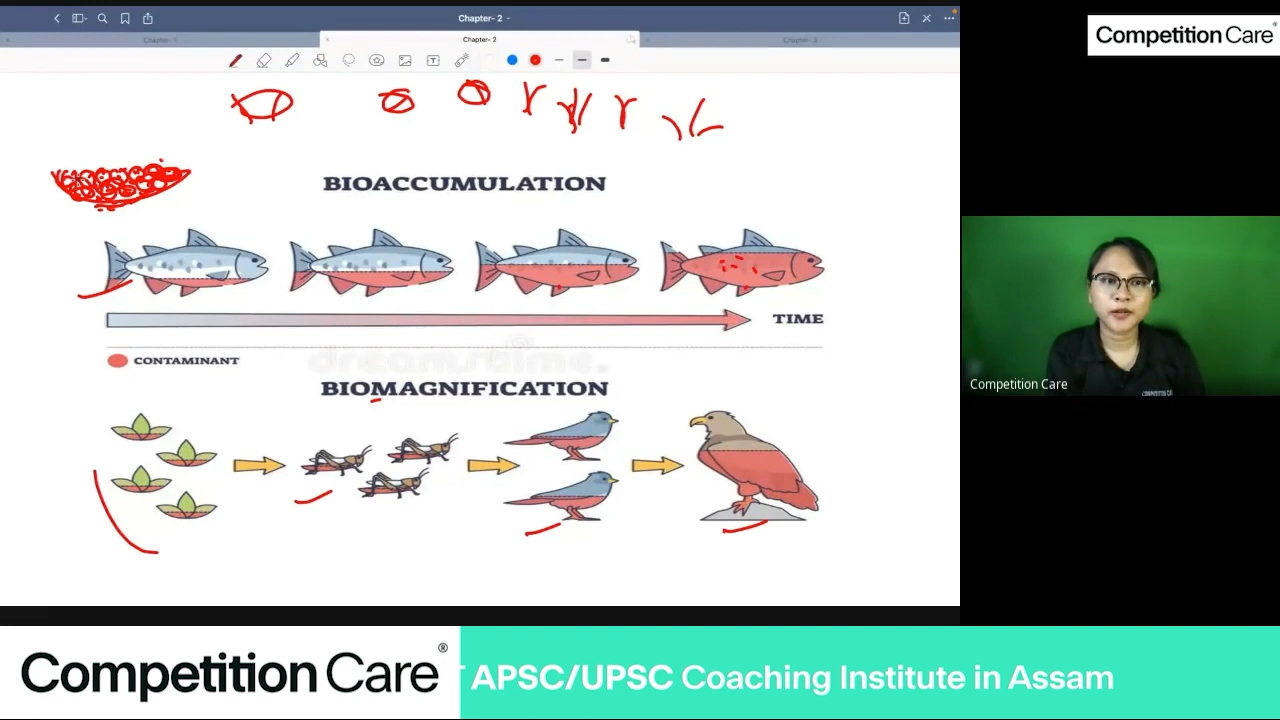 Chapter- 2
Competition Care
Chapter- 1
Chapter- 2
Chapter- 3
BIOACCUMULATION
TIME
CONTAMINANT
dreamstime.
BIOMAGNIFICATION
Competition Care
Competition Care®
APSC/UPSC Coaching Institute in Assam